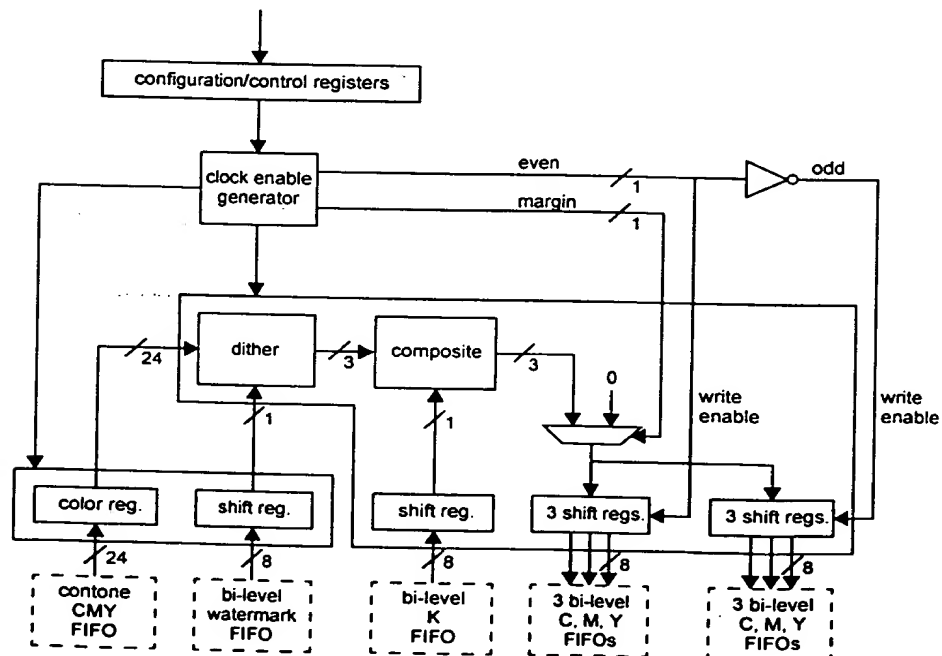 configuration/control registers
clock enable
generator
even
1
odd
margin
1
24
dither
3
composite
3
0
1
1
write
enable
write
enable
color reg.
shift reg.
shift reg.
3 shift regs.
3 shift regs.
24
8
8
8
8
contone
CMY
FIFO
bi-level
watermark
FIFO
bi-level
K
FIFO
3 bi-level
C, M, Y
FIFOs
3 bi-level
C, M, Y
FIFOs